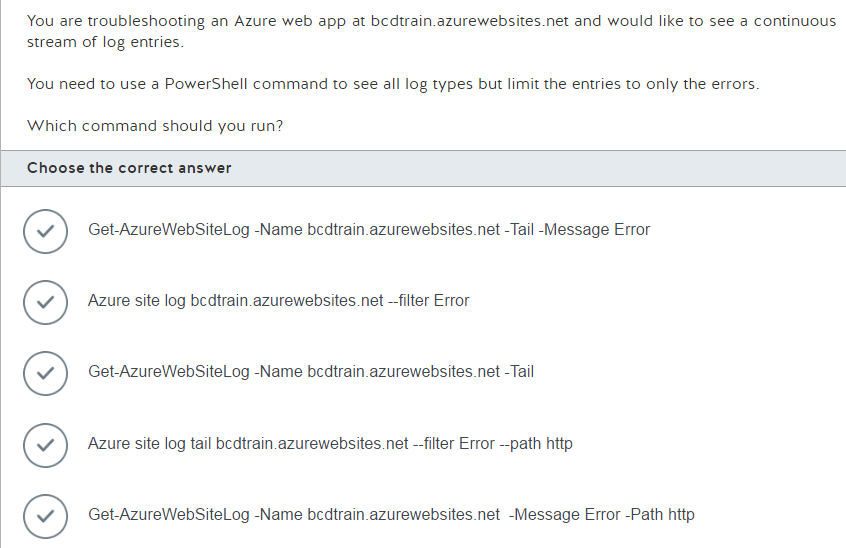 You are troubleshooting an Azure web app at bcdtrain.azurewebsites.net and would like to see a continuous
stream of log entries.
You need to use a PowerShell command to see all log types but limit the entries to only the errors.
Which command should you run?
Choose the correct answer
Get-AzureWebSiteLog -Name bcdtrain.azurewebsites.net -Tail -Message Error
Azure site log bcdtrain.azurewebsites.net --filter Error
Get-AzureWebSiteLog -Name bcdtrain.azurewebsites.net -Tail
Azure site log tail bcdtrain.azurewebsites.net --filter Error --path http
Get-AzureWebSiteLog -Name bcdtrain.azurewebsites.net  -Message Error -Path http